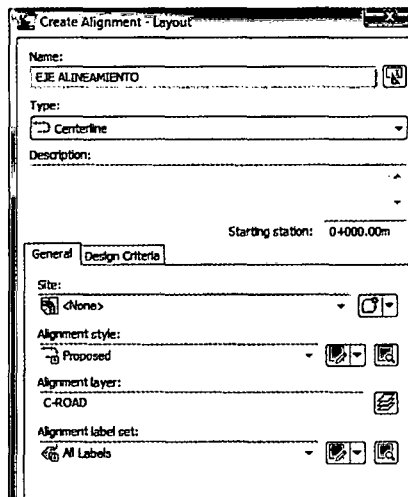 Create Alignment - Layout
Name:
EJE ALINEAMIENTO
Type:
Centerline
Description:
Starting station: 0+000.00m
General Design Criteria
Site:
<None>
Alignment style:
Proposed
Alignment layer:
C-ROAD
Alignment label set:
All Labels